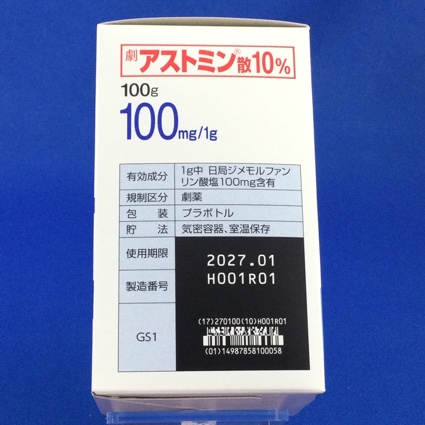 劇アストミン®散10%
100g
100mg/1g
有効成分 1g中 日局ジメモルファン
リン酸塩100mg含有
規制区分 劇薬
包装 プラボトル
貯法 気密容器、室温保存
使用期限 2027.01
製造番号 H001R01
GS1
(17)270100(10)H001R01
(01)14987858100058